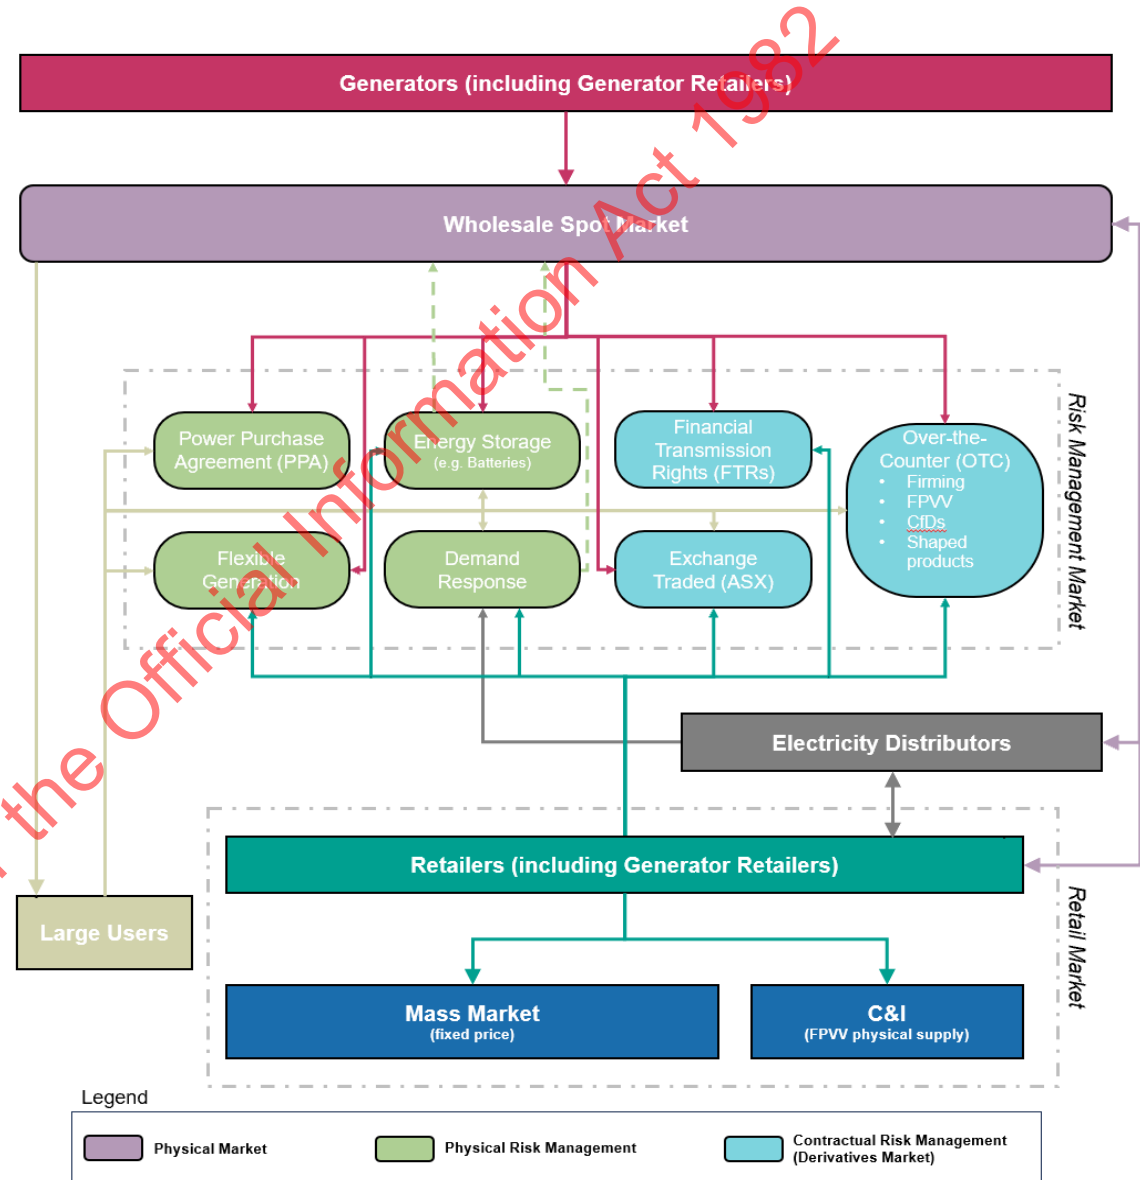 Generators (including Generator Retailers)
Wholesale Spot Market
Risk Management Market
Power Purchase
Agreement (PPA)
Energy Storage
(e.g. Batteries)
Financial
Transmission
Rights (FTRs)
Over-the-
Counter (OTC)
• Firming
• FPVV
• CfDs
• Shaped
products
Flexible
Generation
Demand
Response
Exchange
Traded (ASX)
Electricity Distributors
Retailers (including Generator Retailers)
Retail Market
Large Users
Mass Market
(fixed price)
C&I
(FPVV physical supply)
Legend
Physical Market
Physical Risk Management
Contractual Risk Management
(Derivatives Market)
the Official Information Act 1982